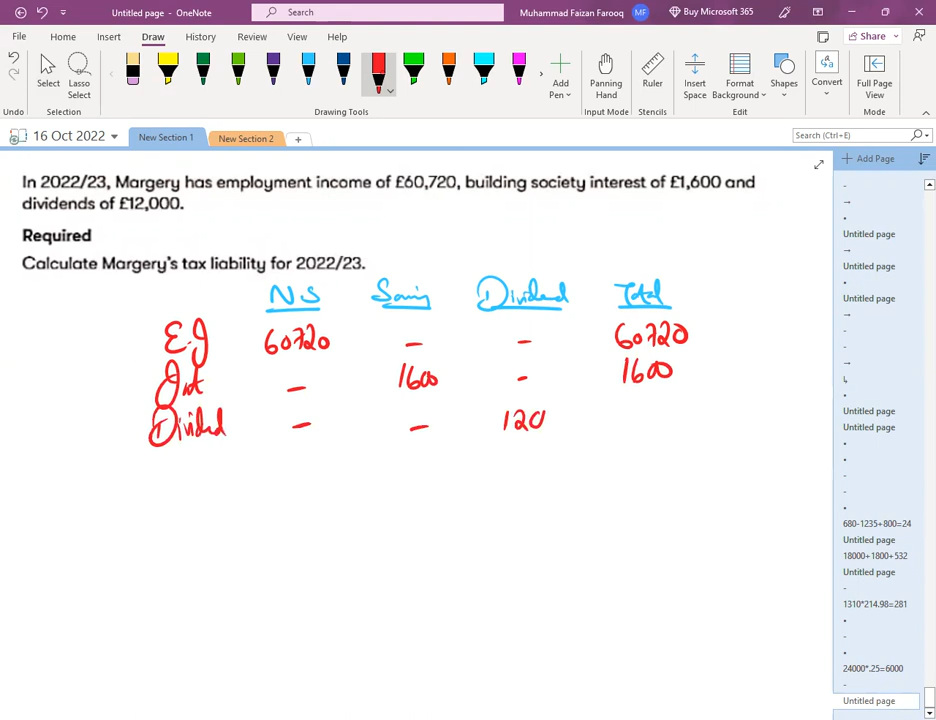 Untitled page - OneNote
Search
Muhammad Faizan Farooq MF
Buy Microsoft 365
File Home Insert Draw History Review View Help
Share
Undo
Select
Lasso Select
Add Pen
Panning Hand
Ruler
Insert Space
Format Background
Shapes
Convert
Full Page View
Undo Selection Drawing Tools Input Mode Stencils Edit Mode
16 Oct 2022 New Section 1 New Section 2 +
Search (Ctrl+E)
Add Page
In 2022/23, Margery has employment income of £60,720, building society interest of £1,600 and
dividends of £12,000.
Required
Calculate Margery's tax liability for 2022/23.
NS Saving Dividend Total
E.I 60720 - - 60720
Int - 1600 - 1600
Dividend - - 120
Untitled page
Untitled page
Untitled page
Untitled page
Untitled page
680-1235+800=24
Untitled page
18000+1800+532
Untitled page
1310*214.98=281
24000*.25=6000
Untitled page